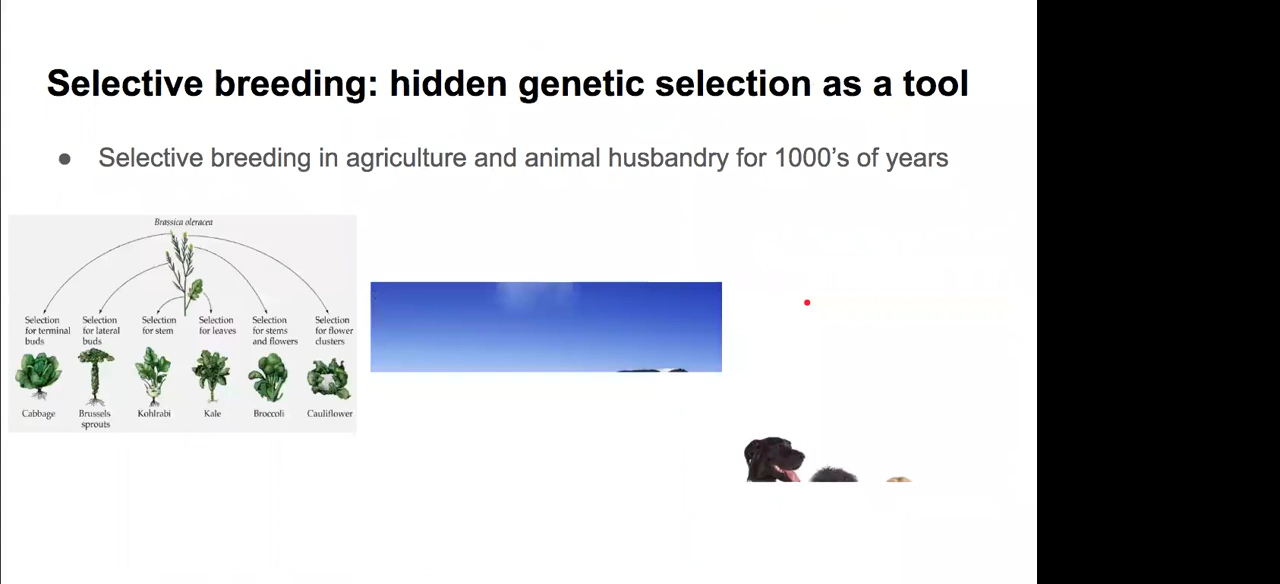 Selective breeding: hidden genetic selection as a tool
● Selective breeding in agriculture and animal husbandry for 1000's of years
Brassica oleracea
Selection for terminal buds
Selection for lateral buds
Selection for stem
Selection for leaves
Selection for stems and flowers
Selection for flower clusters
Cabbage
Brussels sprouts
Kohlrabi
Kale
Broccoli
Cauliflower